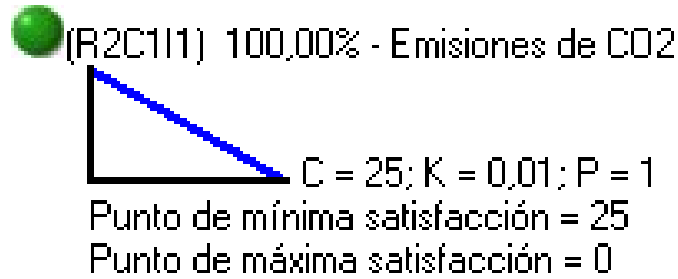 (R2C1I1) 100,00% - Emisiones de CO2
C = 25; K = 0,01; P = 1
Punto de mínima satisfacción = 25
Punto de máxima satisfacción = 0